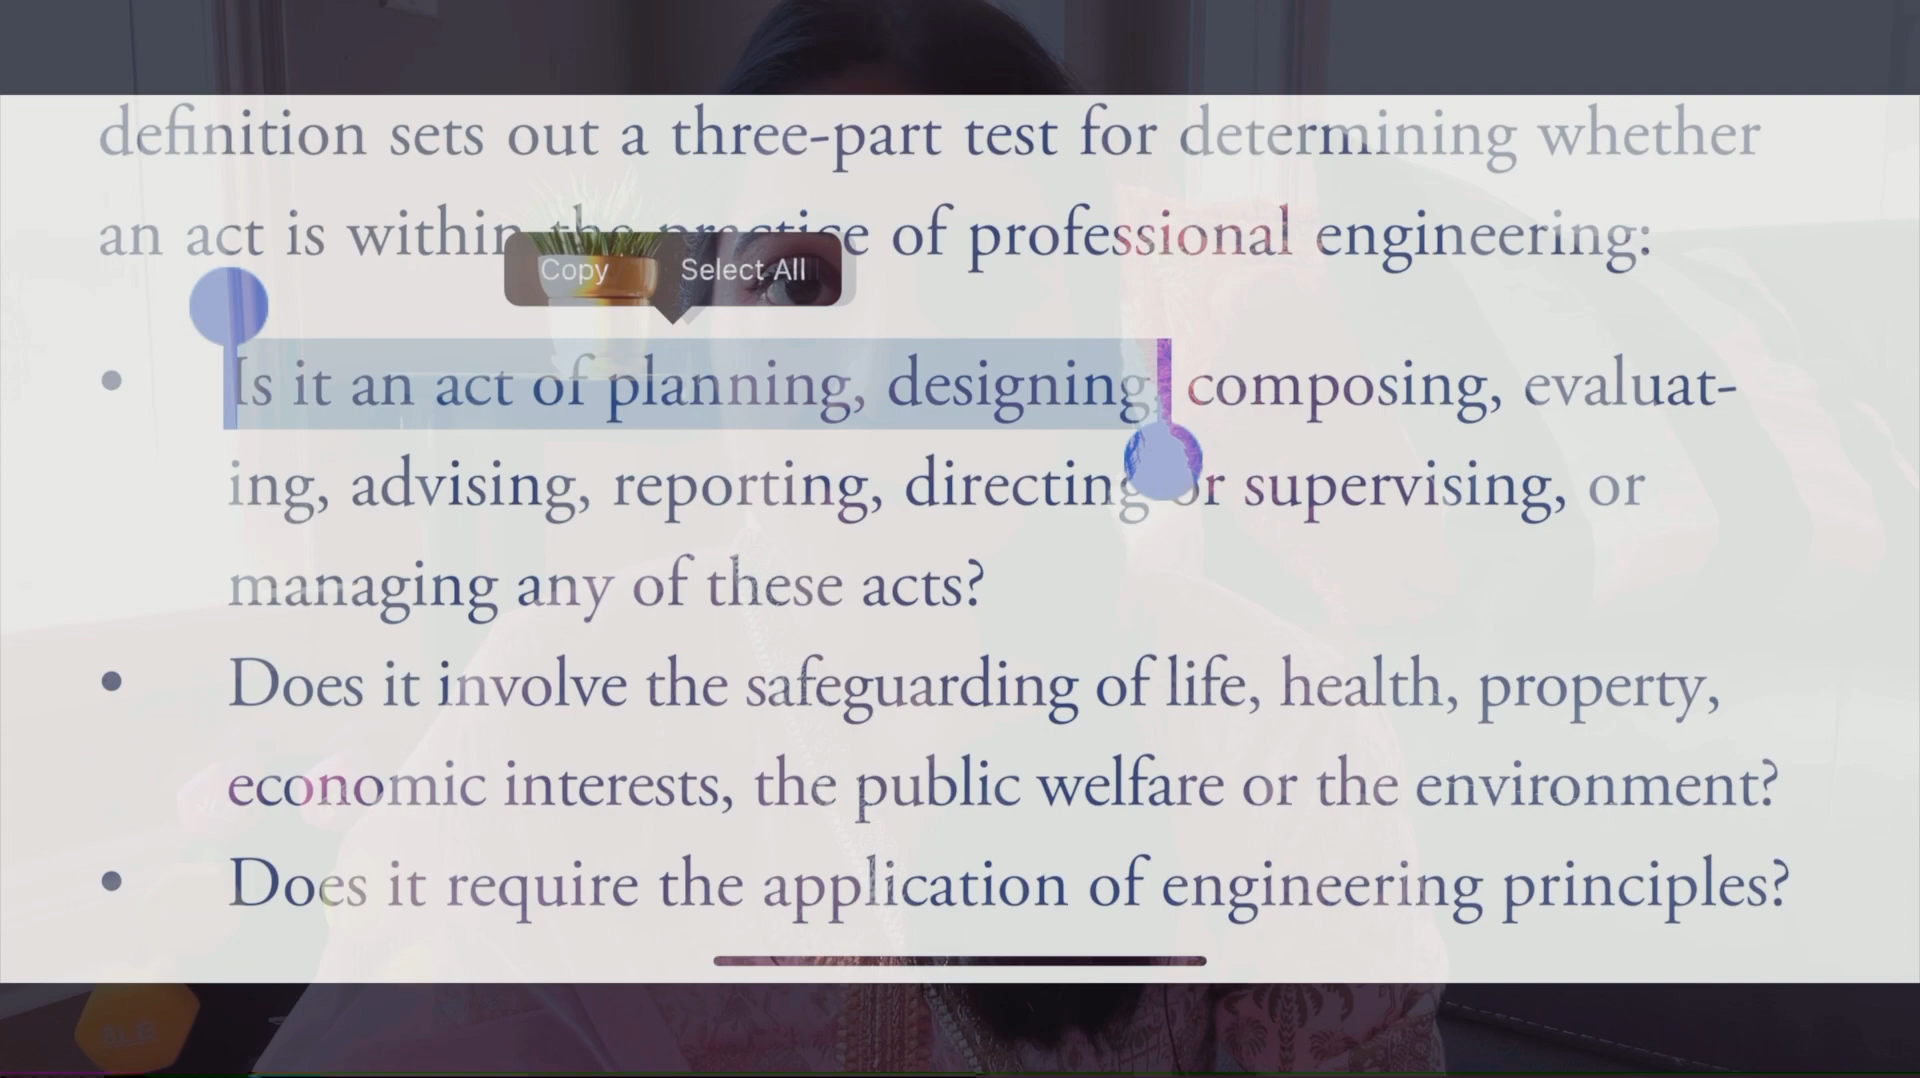 definition sets out a three-part test for determining whether
an act is within the practice of professional engineering:
Copy Select All
• Is it an act of planning, designing, composing, evaluat-
ing, advising, reporting, directing or supervising, or
managing any of these acts?
• Does it involve the safeguarding of life, health, property,
economic interests, the public welfare or the environment?
• Does it require the application of engineering principles?